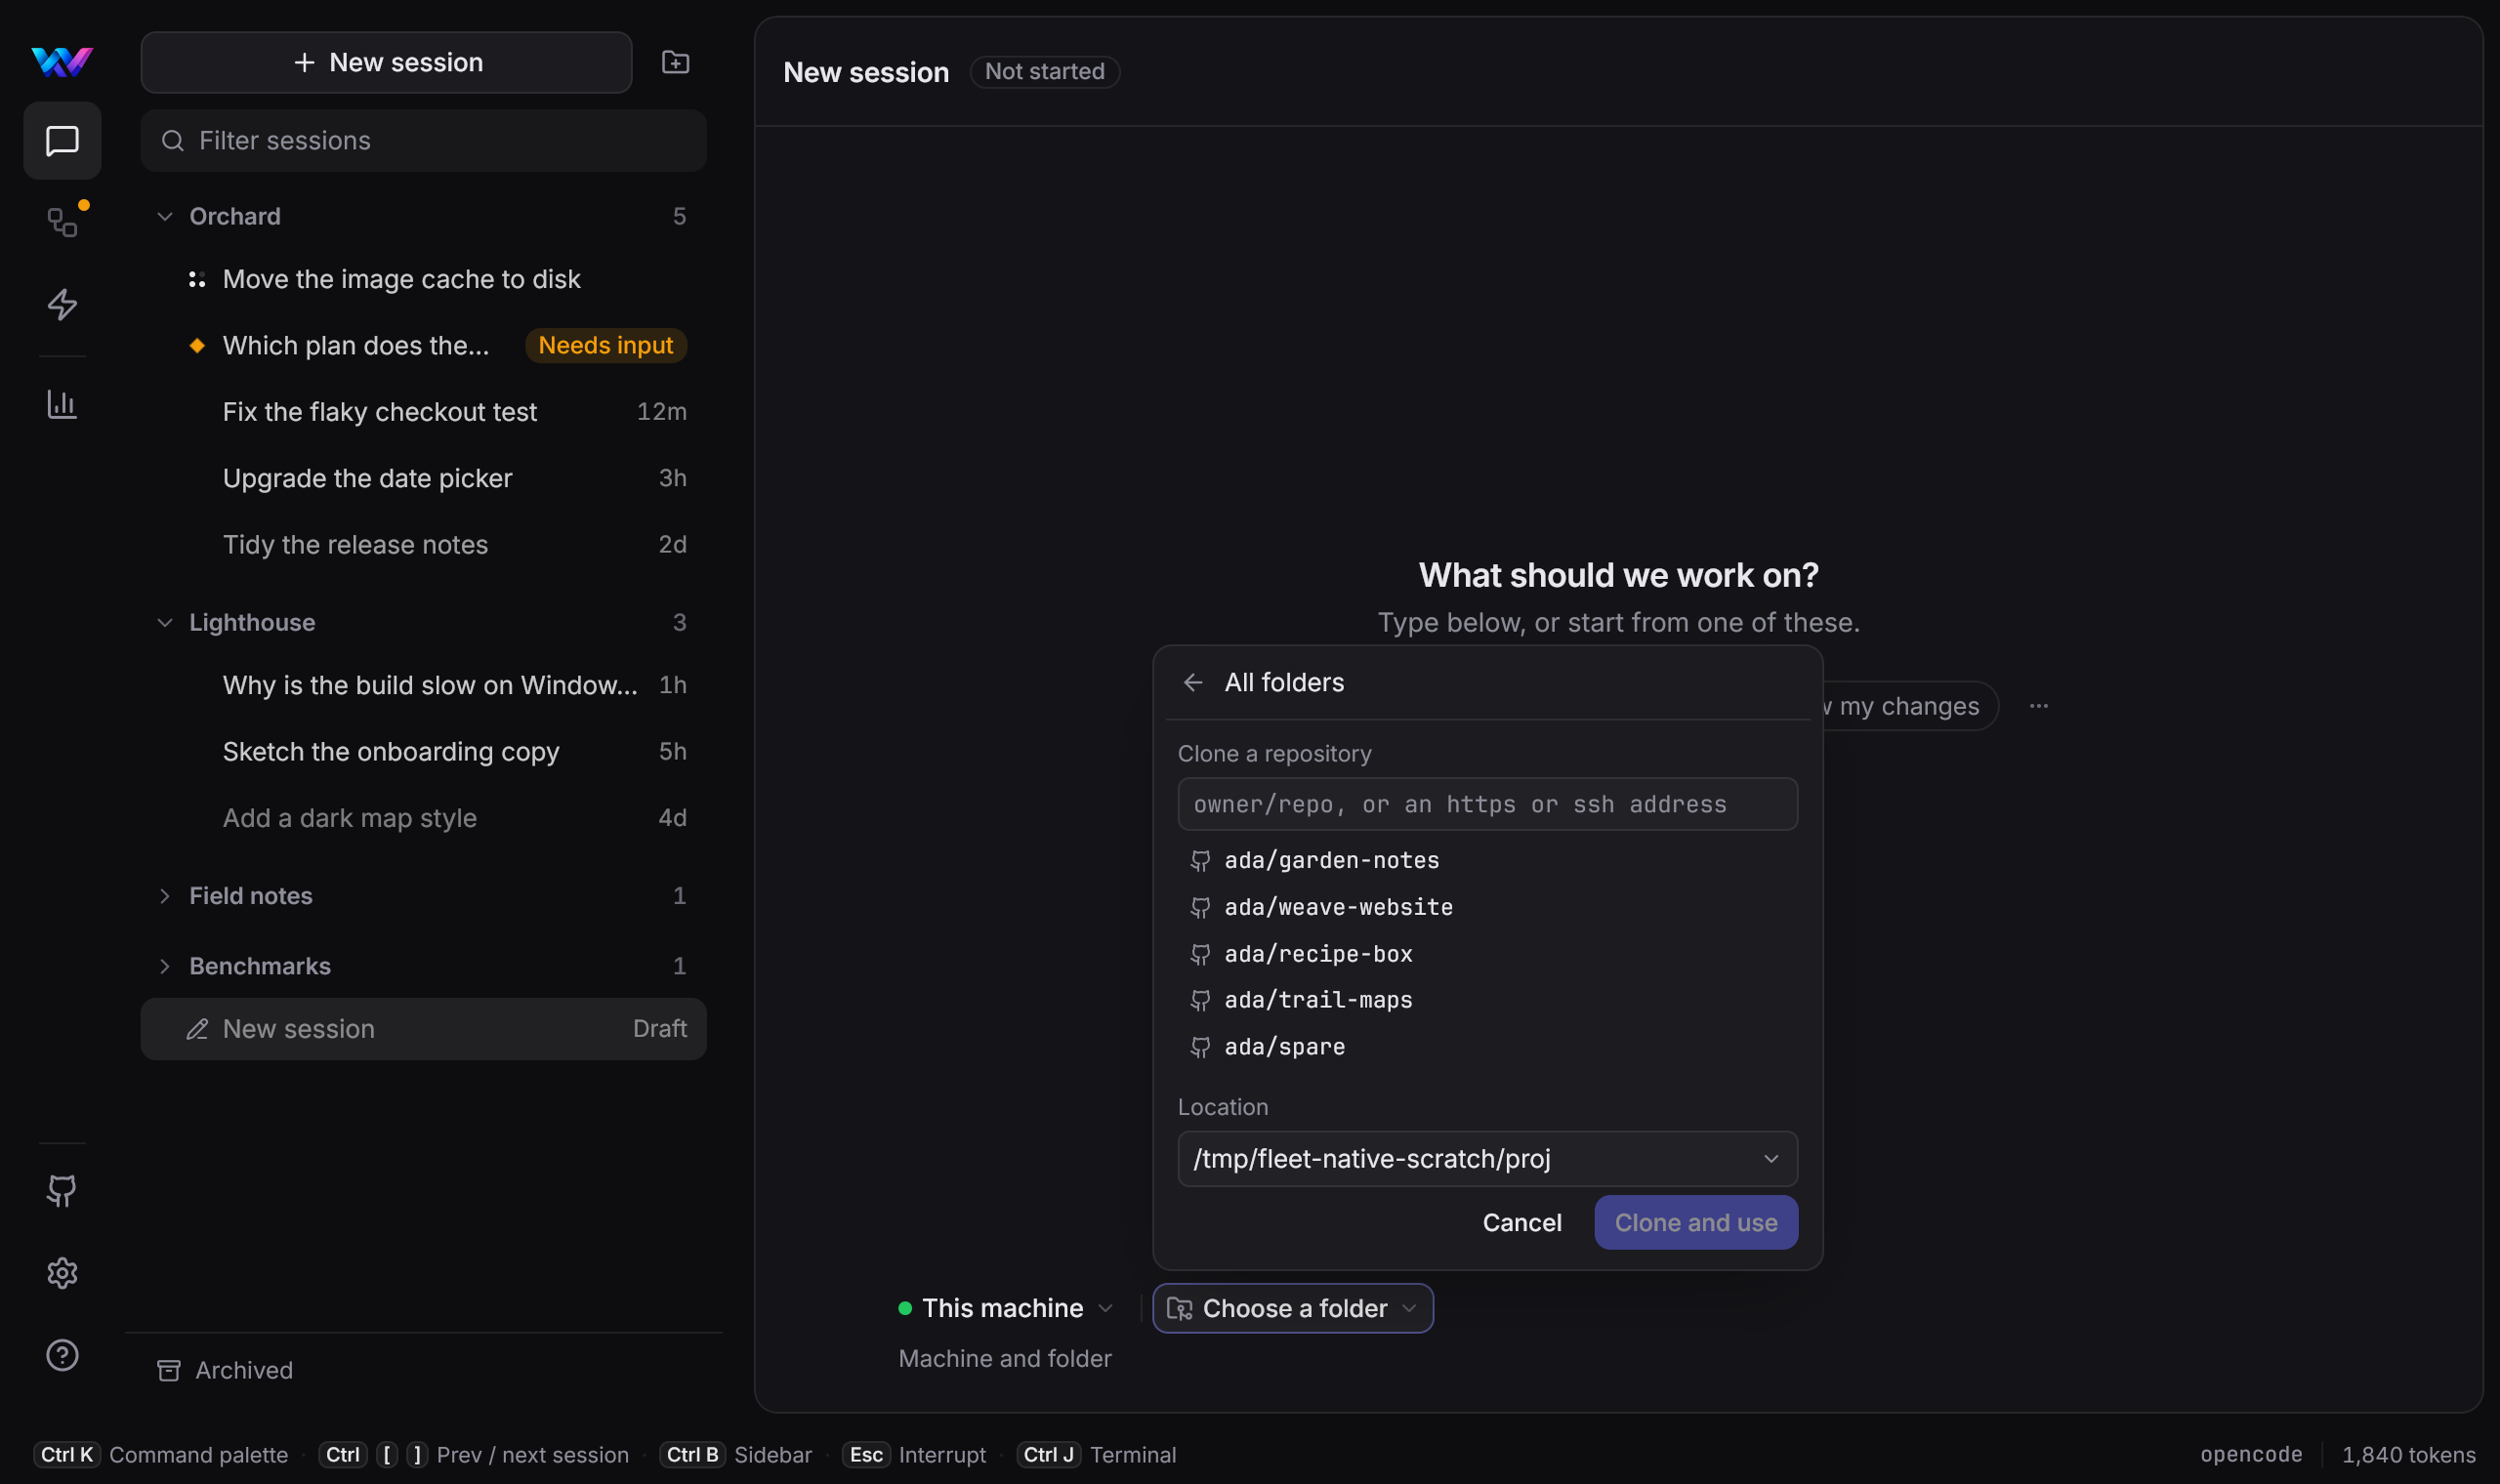 New session
Filter sessions
Orchard 5
Move the image cache to disk
Which plan does the... Needs input
Fix the flaky checkout test 12m
Upgrade the date picker 3h
Tidy the release notes 2d
Lighthouse 3
Why is the build slow on Window... 1h
Sketch the onboarding copy 5h
Add a dark map style 4d
Field notes 1
Benchmarks 1
New session Draft
Archived
New session Not started
What should we work on?
Type below, or start from one of these.
my changes
All folders
Clone a repository
owner/repo, or an https or ssh address
ada/garden-notes
ada/weave-website
ada/recipe-box
ada/trail-maps
ada/spare
Location
/tmp/fleet-native-scratch/proj
Cancel Clone and use
This machine Choose a folder
Machine and folder
Ctrl K Command palette · Ctrl [ ] Prev / next session · Ctrl B Sidebar · Esc Interrupt · Ctrl J Terminal opencode 1,840 tokens